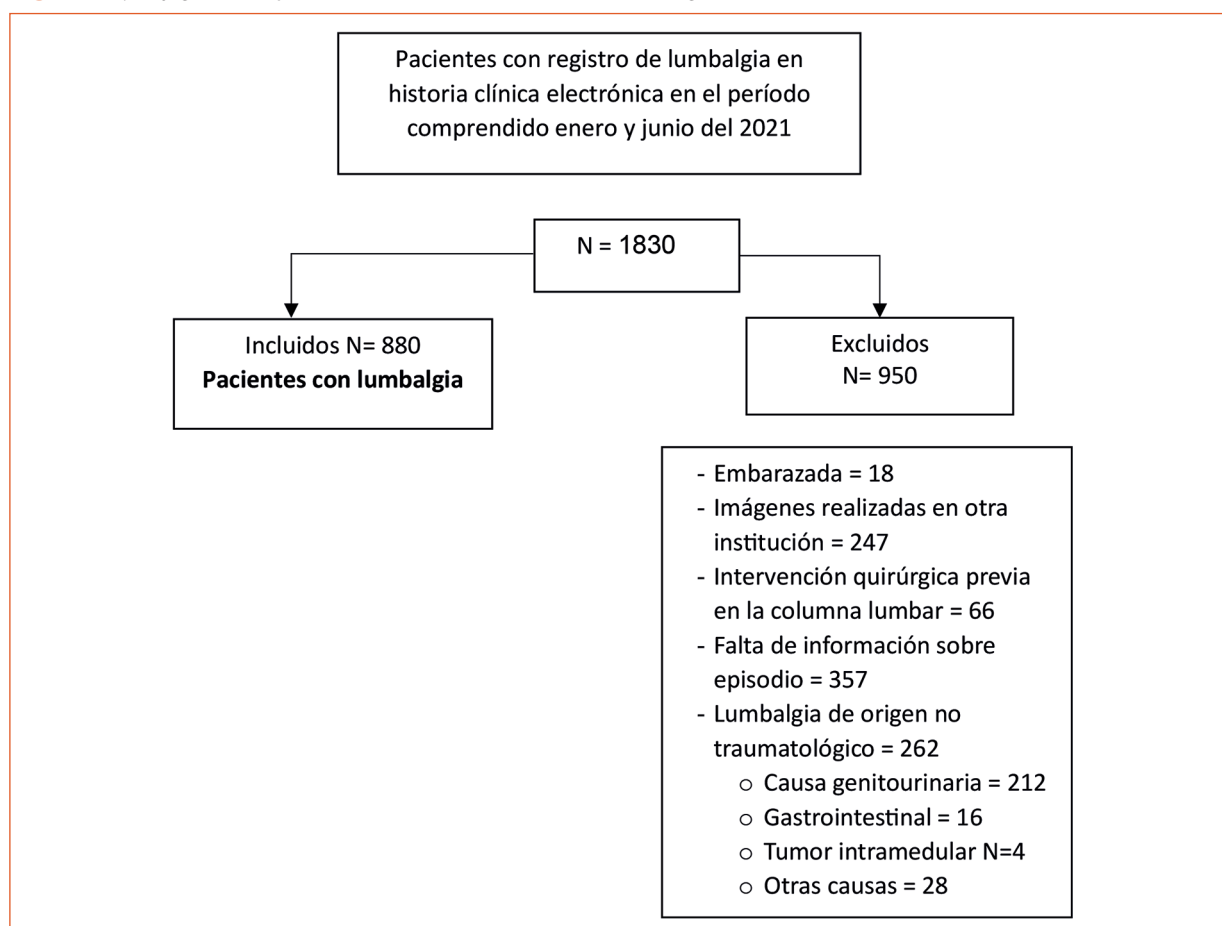 Pacientes con registro de lumbalgia en
historia clínica electrónica en el período
comprendido enero y junio del 2021
N = 1830
Incluidos N= 880
Pacientes con lumbalgia
Excluidos
N= 950
- Embarazada = 18
- Imágenes realizadas en otra
institución = 247
- Intervención quirúrgica previa
en la columna lumbar = 66
- Falta de información sobre
episodio = 357
- Lumbalgia de origen no
traumatológico = 262
o Causa genitourinaria = 212
o Gastrointestinal = 16
o Tumor intramedular N=4
o Otras causas = 28